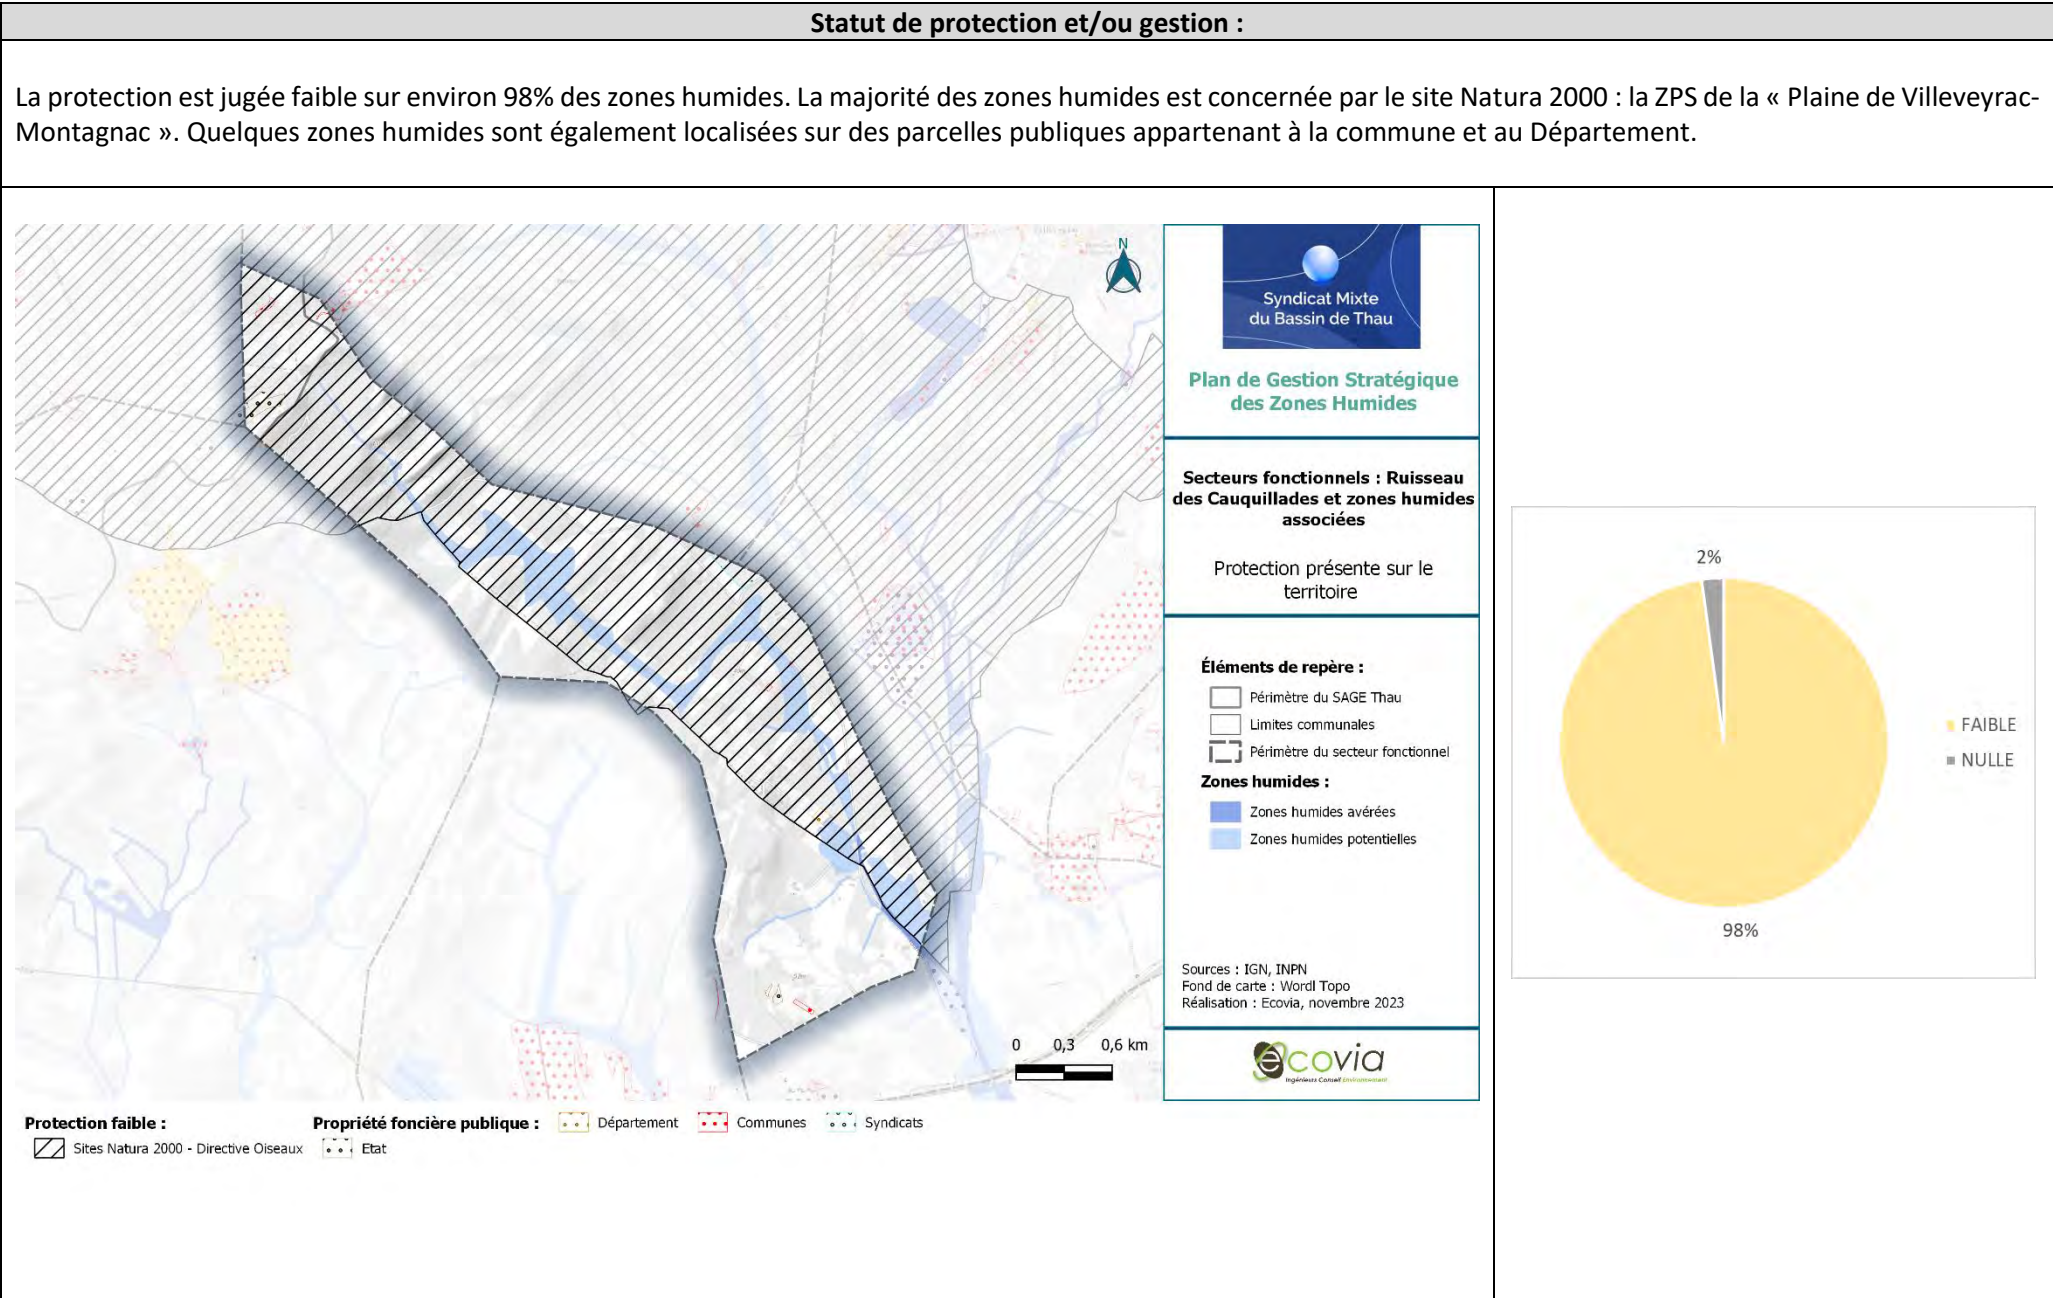 Statut de protection et/ou gestion :
La protection est jugée faible sur environ 98% des zones humides. La majorité des zones humides est concernée par le site Natura 2000 : la ZPS de la « Plaine de Villeveyrac-
Montagnac ». Quelques zones humides sont également localisées sur des parcelles publiques appartenant à la commune et au Département.
N
Syndicat Mixte
du Bassin de Thau
Plan de Gestion Stratégique
des Zones Humides
Secteurs fonctionnels : Ruisseau
des Cauquillades et zones humides
associées
Protection présente sur le
territoire
Éléments de repère :
Périmètre du SAGE Thau
Limites communales
Périmètre du secteur fonctionnel
Zones humides :
Zones humides avérées
Zones humides potentielles
Sources : IGN, INPN
Fond de carte : Wordl Topo
Réalisation : Ecovia, novembre 2023
ecovia
Ingénieurs Conseil Environnement
0 0,3 0,6 km
Protection faible :
Sites Natura 2000 - Directive Oiseaux
Propriété foncière publique :
Département
Communes
Syndicats
Etat
2%
FAIBLE
NULLE
98%